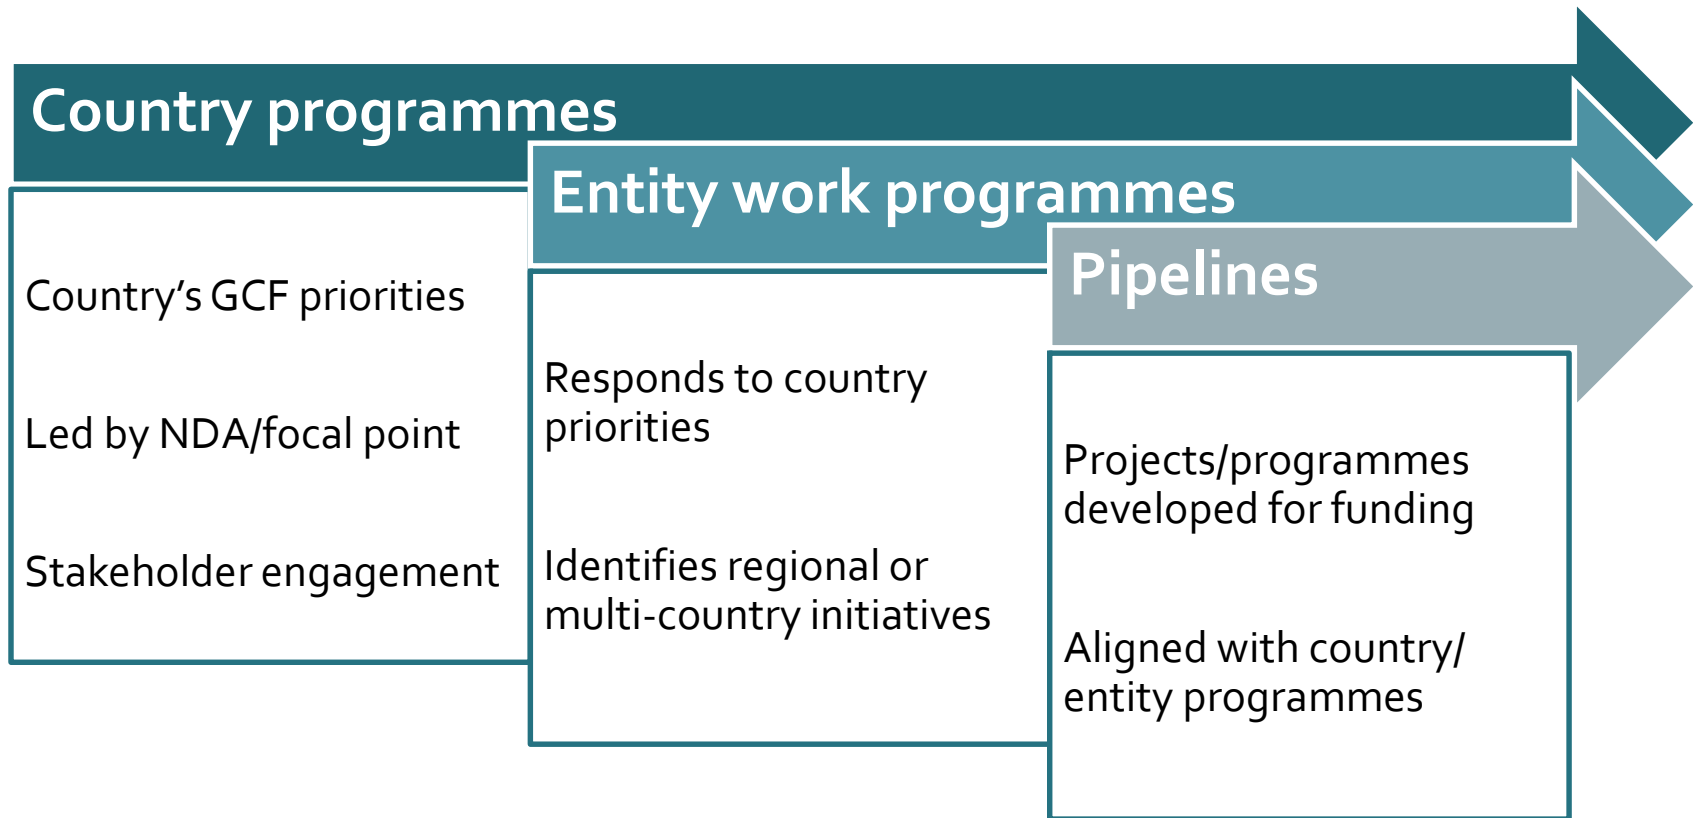 Country programmes
Country's GCF priorities
Led by NDA/focal point
Stakeholder engagement
Entity work programmes
Responds to country
priorities
Identifies regional or
multi-country initiatives
Pipelines
Projects/programmes
developed for funding
Aligned with country/
entity programmes